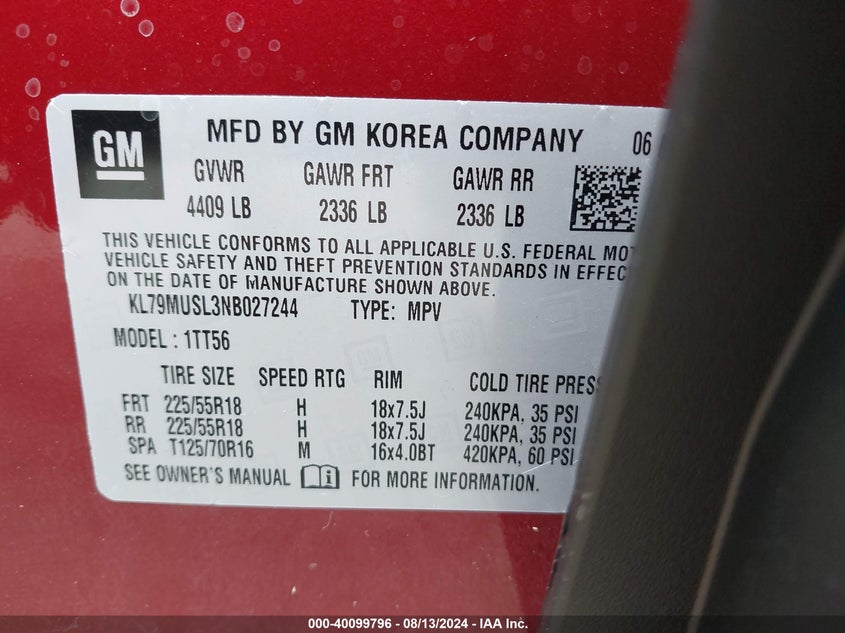 GM MFD BY GM KOREA COMPANY 06
GVWR GAWR FRT GAWR RR
4409 LB 2336 LB 2336 LB
THIS VEHICLE CONFORMS TO ALL APPLICABLE U.S. FEDERAL MOT
VEHICLE SAFETY AND THEFT PREVENTION STANDARDS IN EFFEC
ON THE DATE OF MANUFACTURE SHOWN ABOVE.
KL79MUSL3NB027244 TYPE: MPV
MODEL : 1TT56
TIRE SIZE SPEED RTG RIM COLD TIRE PRESS
FRT 225/55R18 H 18x7.5J 240KPA, 35 PSI
RR 225/55R18 H 18x7.5J 240KPA, 35 PSI
SPA T125/70R16 M 16x4.0BT 420KPA, 60 PSI
SEE OWNER'S MANUAL FOR MORE INFORMATION.
000-40099796 - 08/13/2024 - IAA Inc.